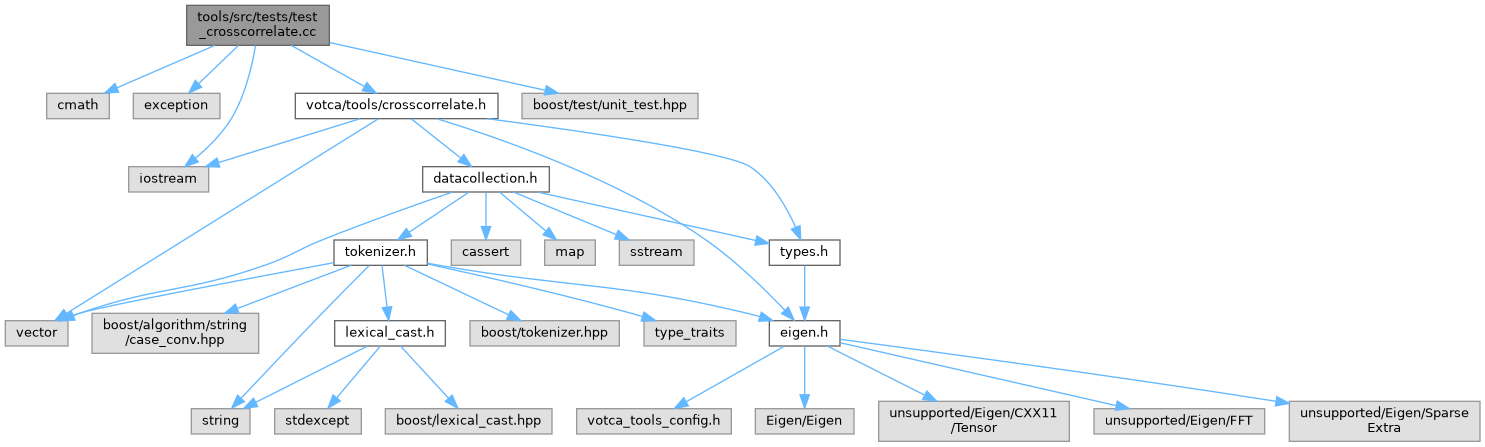 tools/src/tests/test
_crosscorrelate.cc
cmath
exception
votca/tools/crosscorrelate.h
boost/test/unit_test.hpp
iostream
datacollection.h
tokenizer.h
cassert
map
sstream
types.h
vector
boost/algorithm/string
/case_conv.hpp
lexical_cast.h
boost/tokenizer.hpp
type_traits
eigen.h
string
stdexcept
boost/lexical_cast.hpp
votca_tools_config.h
Eigen/Eigen
unsupported/Eigen/CXX11
/Tensor
unsupported/Eigen/FFT
unsupported/Eigen/Sparse
Extra